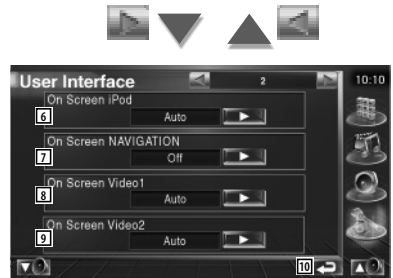 User Interface 2 10:10
On Screen iPod
6 Auto
On Screen NAVIGATION
7 Off
On Screen Video1
8 Auto
On Screen Video2
9 Auto
10